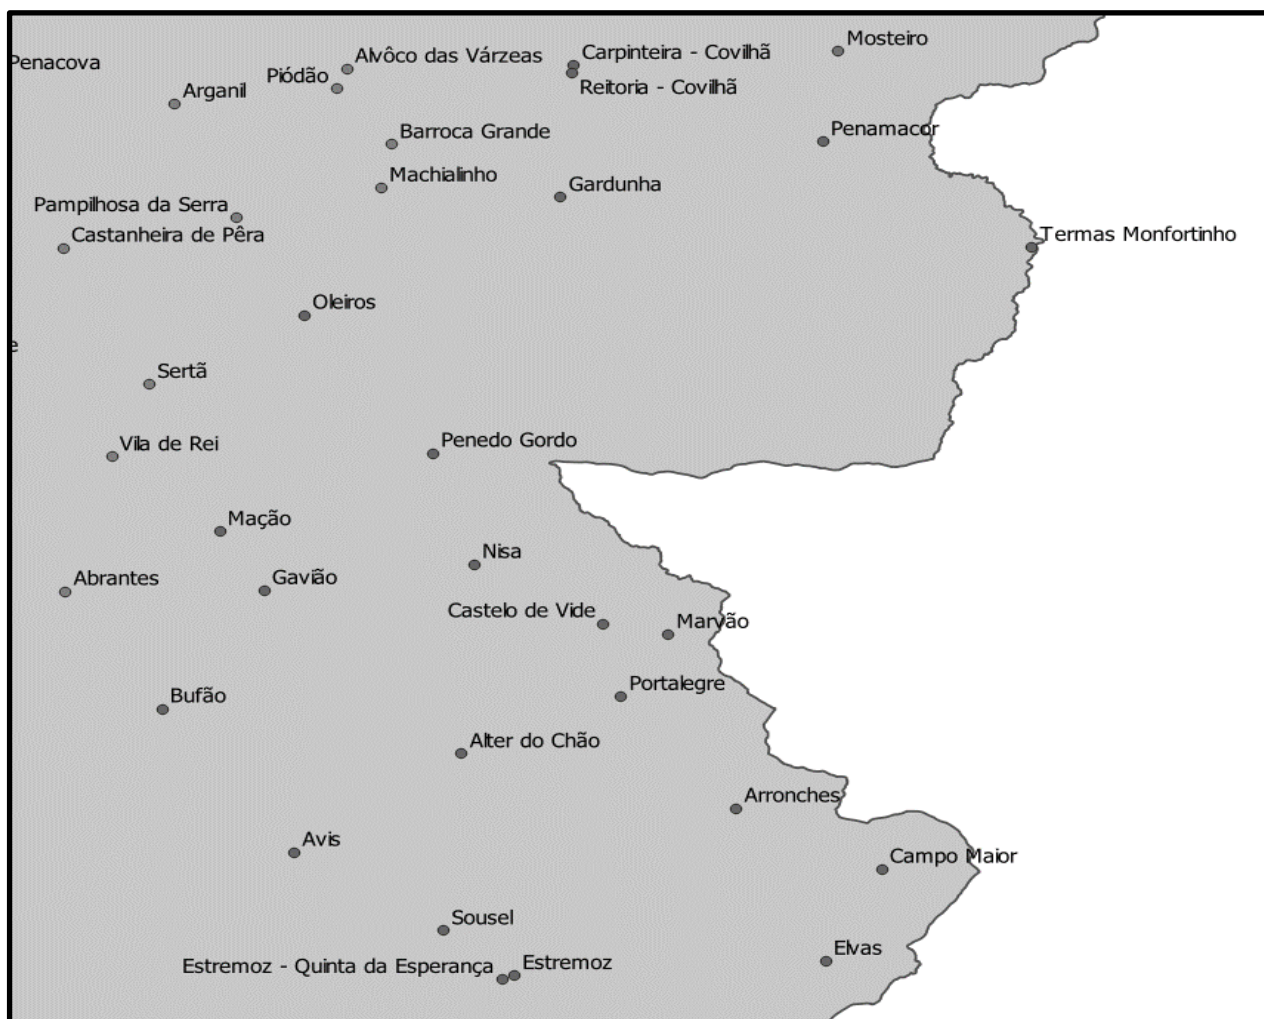 Mosteiro
Carpinteira - Covilhã
Alvôco das Várzeas
Penacova
Piódão
Reitoria - Covilhã
Arganil
Penamacor
Barroca Grande
Machialinho
Gardunha
Pampilhosa da Serra
Castanheira de Pêra
Termas Monfortinho
Oleiros
e
Sertã
Vila de Rei
Penedo Gordo
Mação
Nisa
Abrantes
Gavião
Castelo de Vide
Marvão
Portalegre
Bufão
Alter do Chão
Arronches
Avis
Campo Maior
Sousel
Elvas
Estremoz - Quinta da Esperança
Estremoz